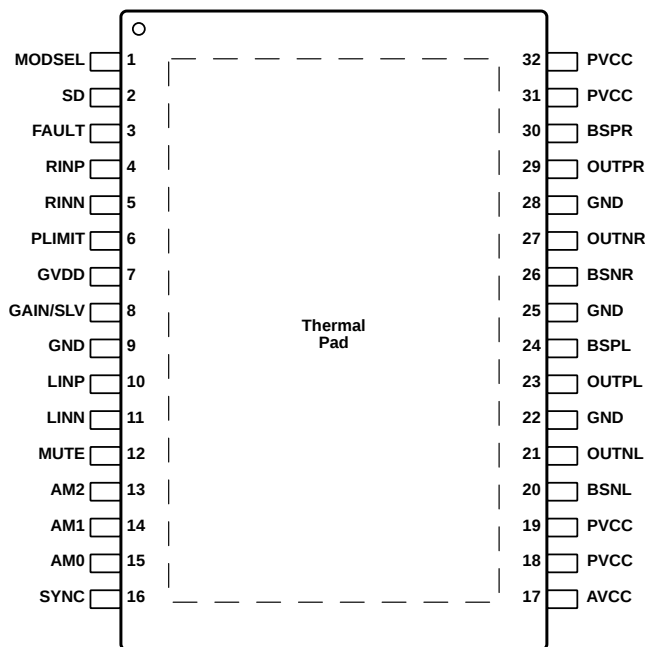 MODSEL 1 32 PVCC
SD 2 31 PVCC
FAULT 3 30 BSPR
RINP 4 29 OUTPR
RINN 5 28 GND
PLIMIT 6 27 OUTNR
GVDD 7 26 BSNR
GAIN/SLV 8 25 GND
Thermal
Pad
GND 9 24 BSPL
LINP 10 23 OUTPL
LINN 11 22 GND
MUTE 12 21 OUTNL
AM2 13 20 BSNL
AM1 14 19 PVCC
AM0 15 18 PVCC
SYNC 16 17 AVCC